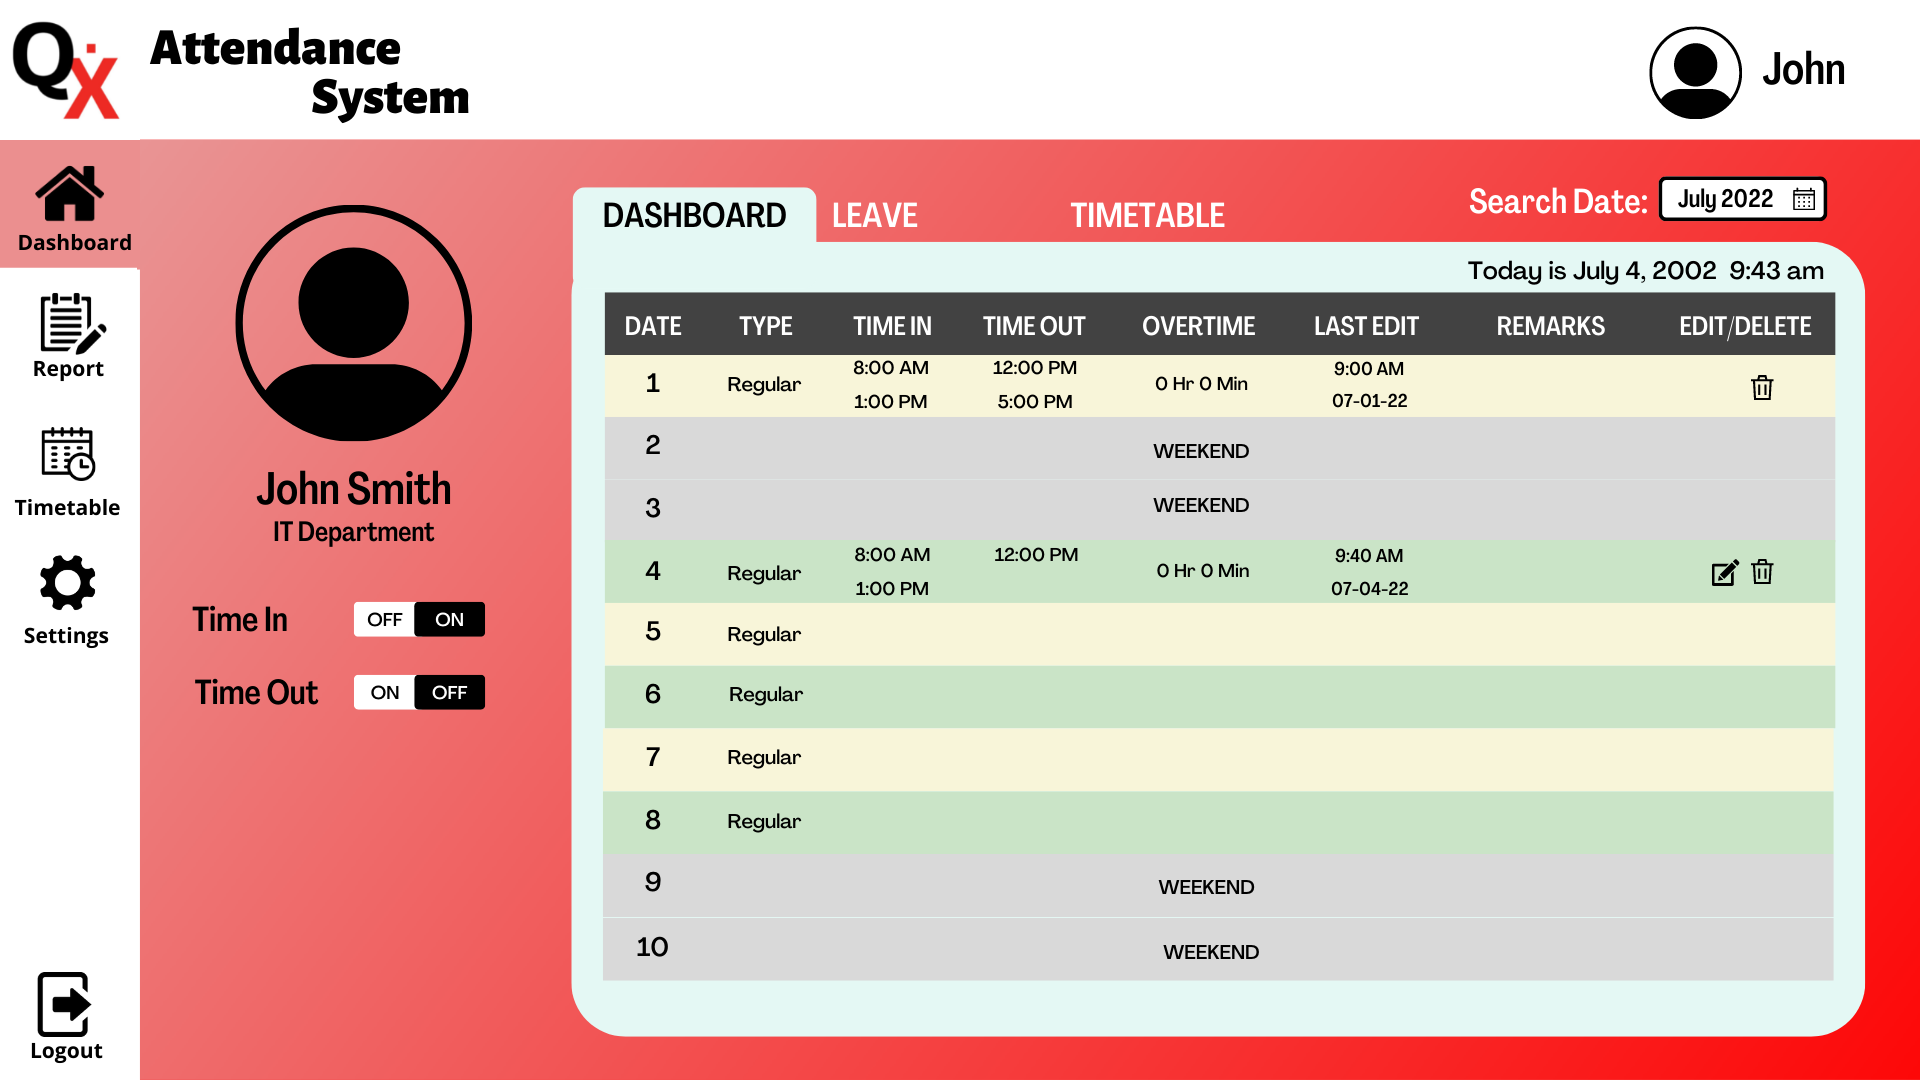 QX
Attendance
System
John
Dashboard
Report
Timetable
Settings
Logout
John Smith
IT Department
Time In OFF ON
Time Out ON OFF
DASHBOARD LEAVE TIMETABLE
Search Date: July 2022
Today is July 4, 2002 9:43 am
DATE TYPE TIME IN TIME OUT OVERTIME LAST EDIT REMARKS EDIT/DELETE
8:00 AM 12:00 PM 9:00 AM
1 Regular 0 Hr 0 Min
1:00 PM 5:00 PM 07-01-22
2 WEEKEND
3 WEEKEND
8:00 AM 12:00 PM 9:40 AM
4 Regular 0 Hr 0 Min
1:00 PM 07-04-22
5 Regular
6 Regular
7 Regular
8 Regular
9 WEEKEND
10 WEEKEND